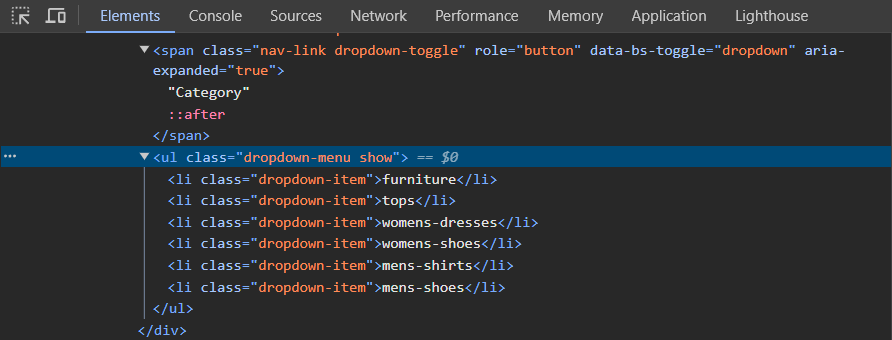 Elements Console Sources Network Performance Memory Application Lighthouse
<span class="nav-link dropdown-toggle" role="button" data-bs-toggle="dropdown" aria-
expanded="true">
"Category"
::after
</span>
… <ul class="dropdown-menu show"> == $0
<li class="dropdown-item">furniture</li>
<li class="dropdown-item">tops</li>
<li class="dropdown-item">womens-dresses</li>
<li class="dropdown-item">womens-shoes</li>
<li class="dropdown-item">mens-shirts</li>
<li class="dropdown-item">mens-shoes</li>
</ul>
</div>